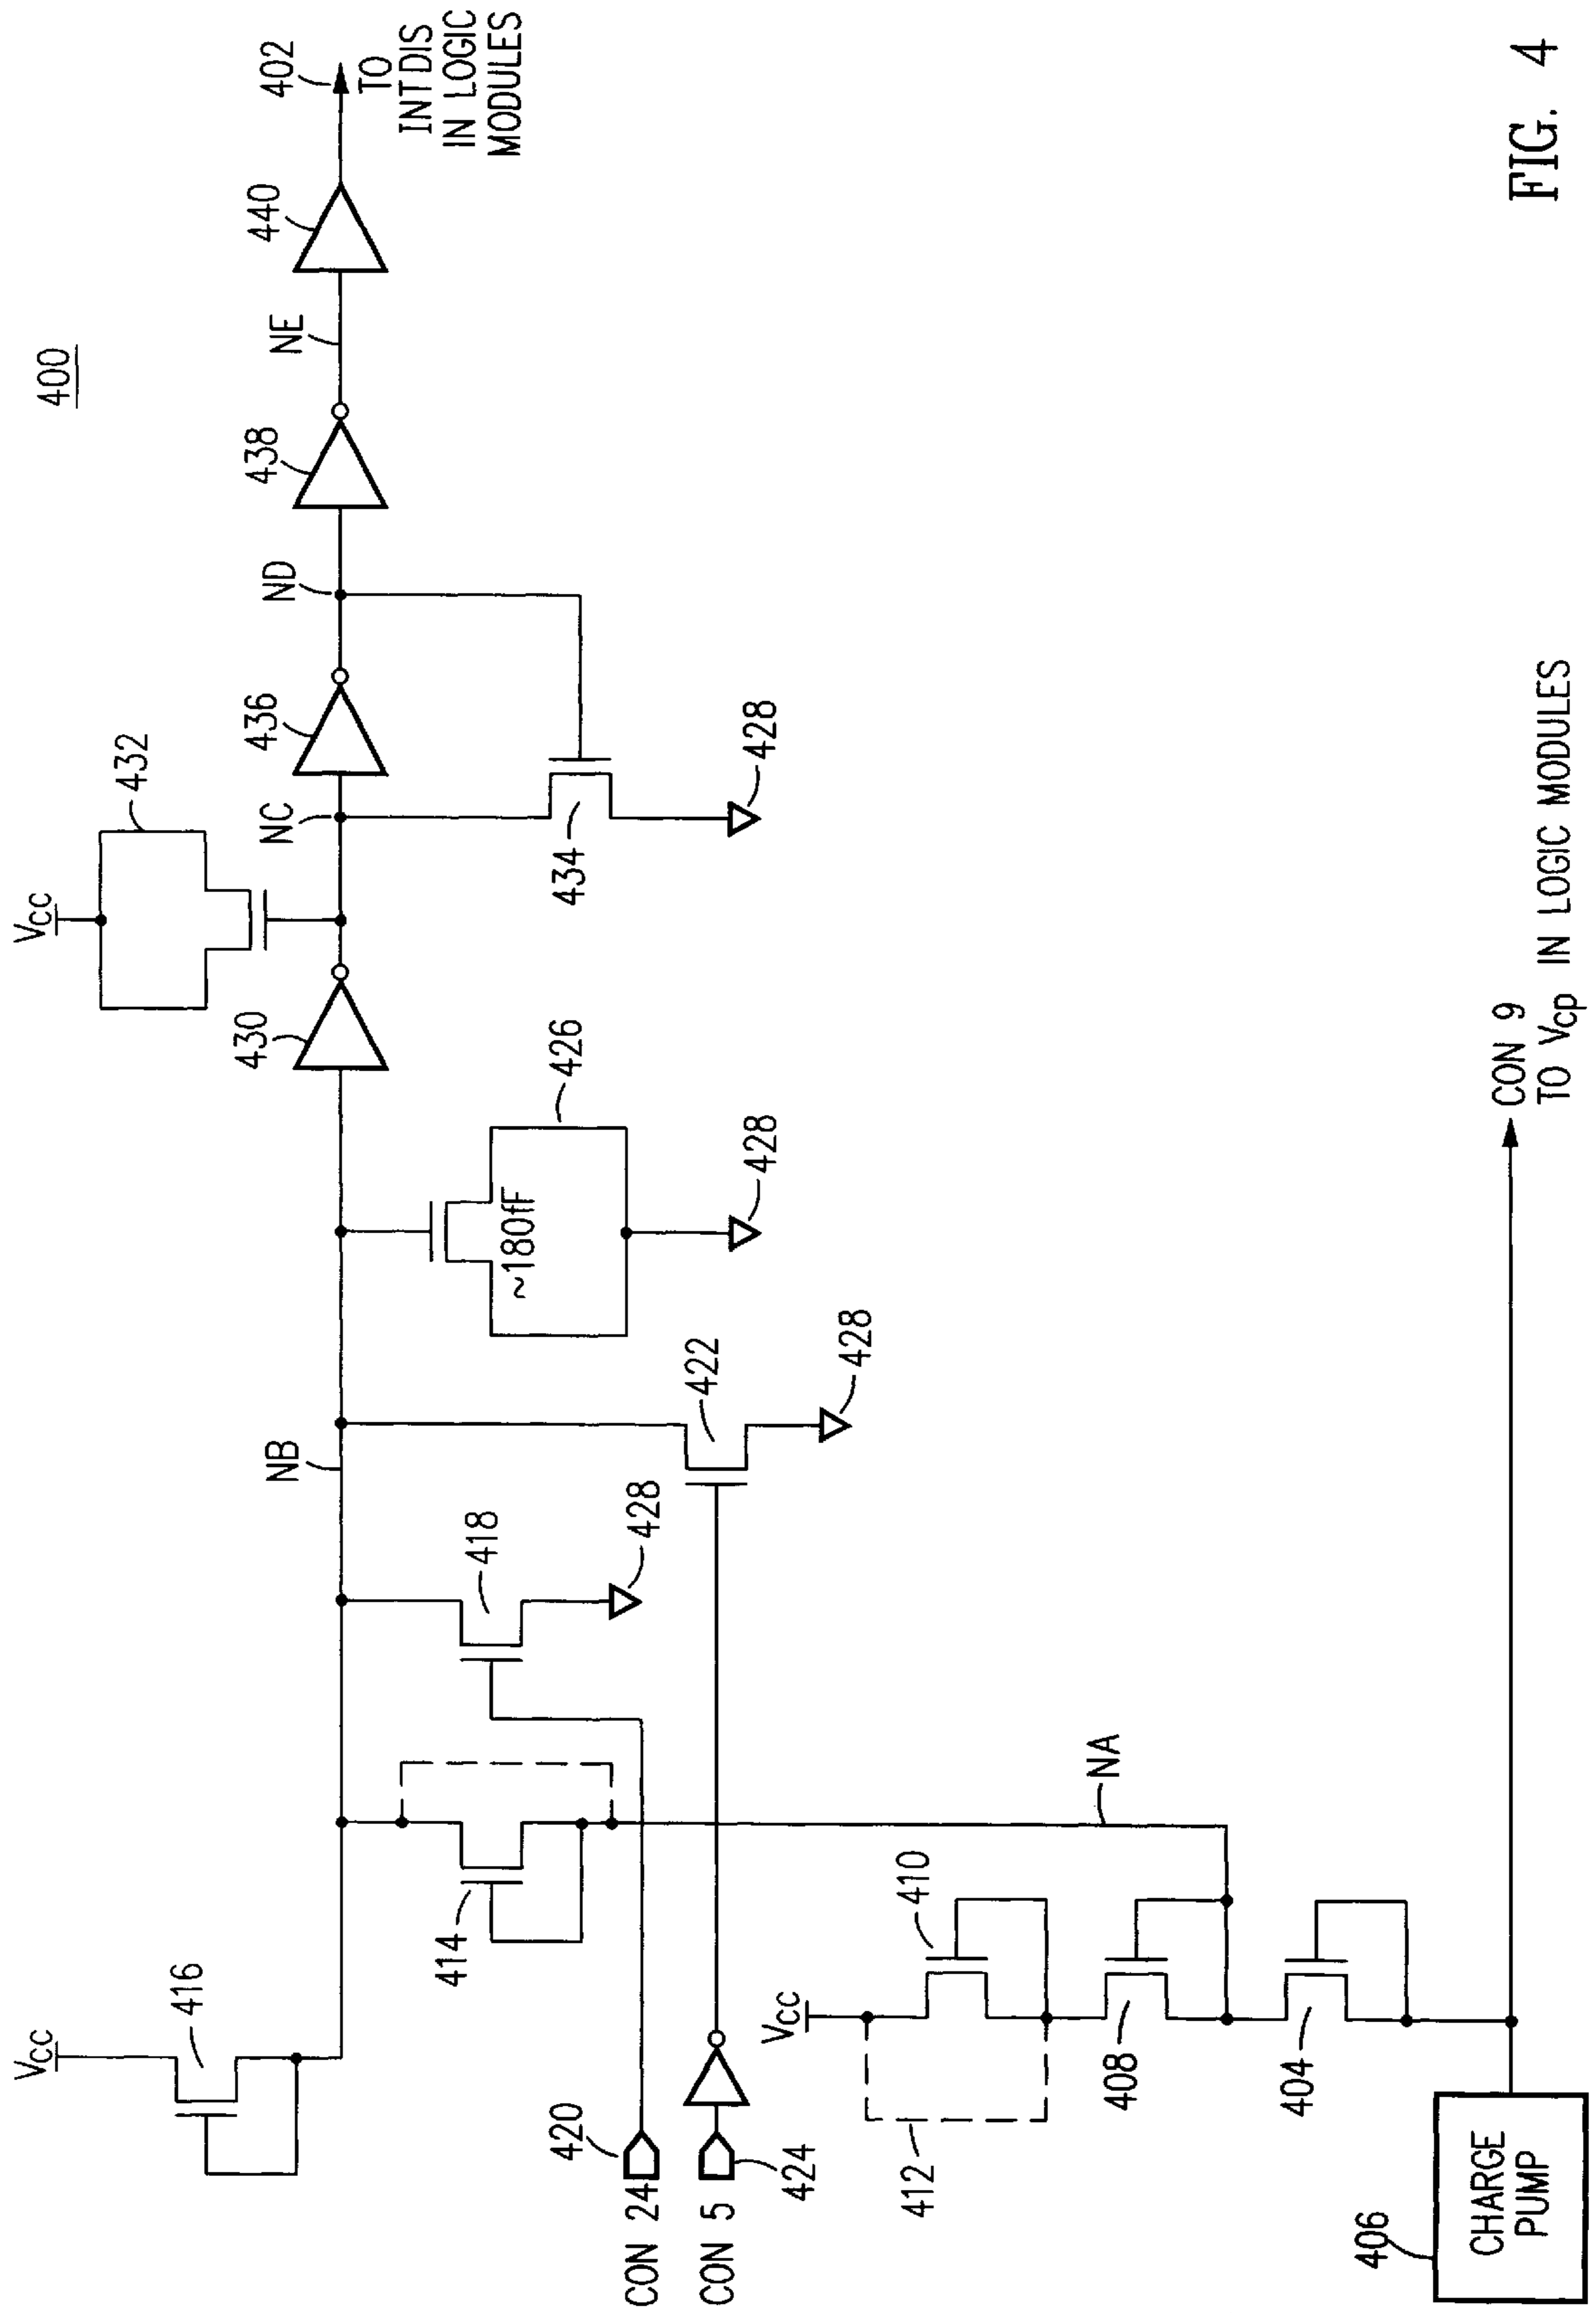 400
402
TO
INTDIS
IN LOGIC
MODULES
440
NE
438
ND
436
NC
432
Vcc
434
428
430
426
~180fF
428
NB
422
428
418
428
414
416
Vcc
NA
420
CON 24
424
CON 5
Vcc
410
412
408
404
406
CHARGE
PUMP
CON 9
TO Vcp IN LOGIC MODULES
FIG. 4